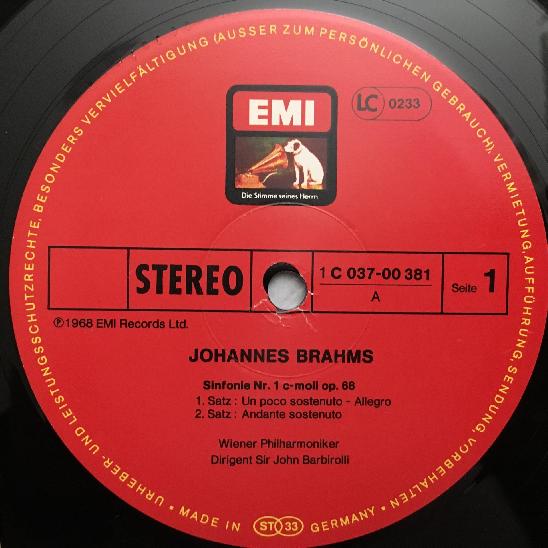 URHEBER- UND LEISTUNGSSCHUTZRECHTE, BESONDERS VERVIELFÄLTIGUNG (AUSSER ZUM PERSÖNLICHEN GEBRAUCH), VERMIETUNG, AUFFÜHRUNG, SENDUNG, VORBEHALTEN •
EMI
LC 0233
Die Stimme seines Herrn
STEREO
1 C 037-00 381
A
Seite 1
℗1968 EMI Records Ltd.
JOHANNES BRAHMS
Sinfonie Nr. 1 c-moll op. 68
1. Satz : Un poco sostenuto - Allegro
2. Satz : Andante sostenuto
Wiener Philharmoniker
Dirigent Sir John Barbirolli
• MADE IN ST 33 GERMANY •